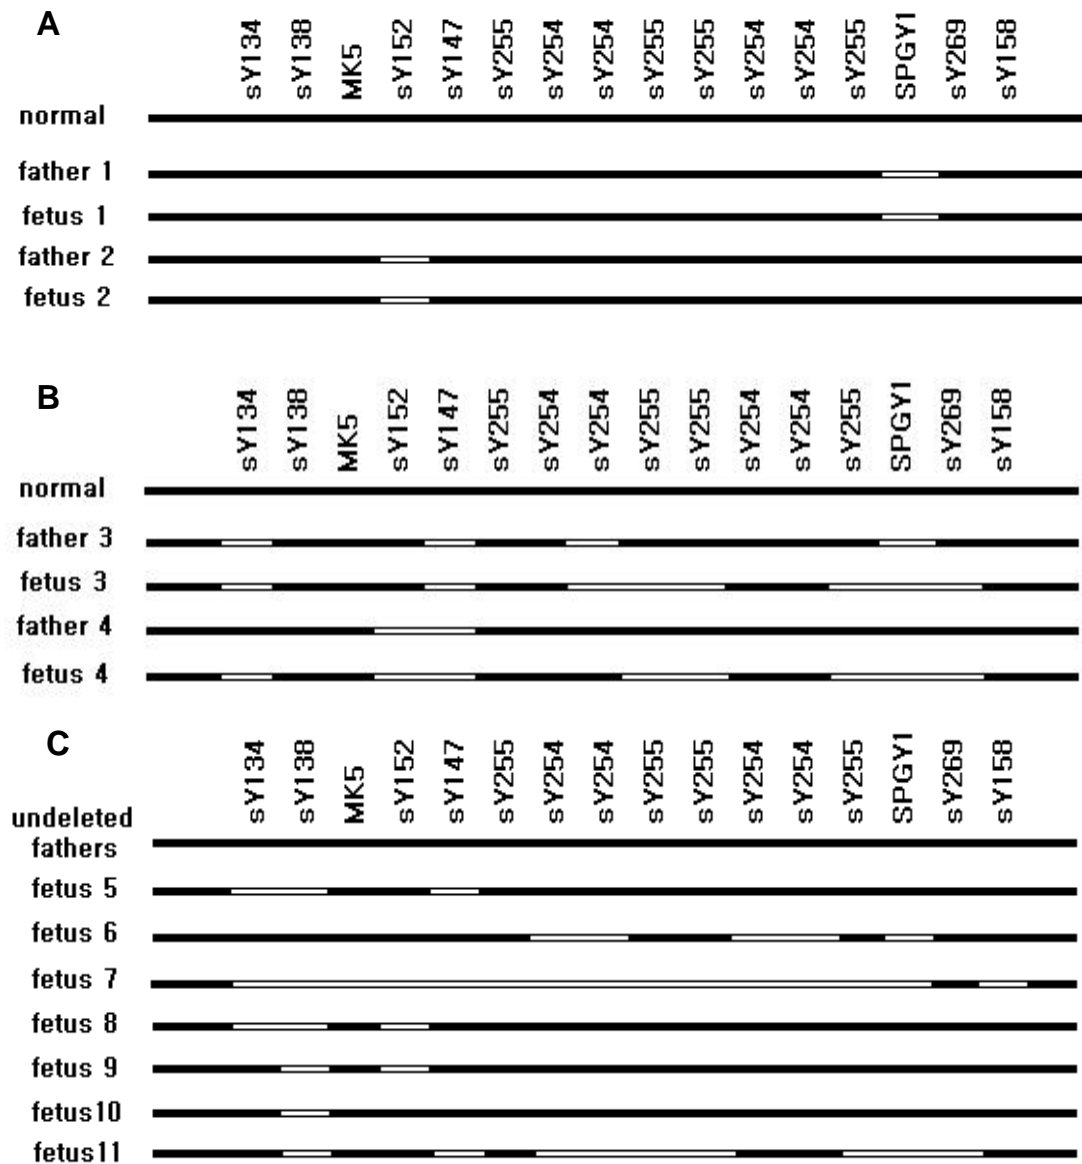 A
sY134 sY138 MK5 sY152 sY147 sY255 sY254 sY254 sY255 sY255 sY254 sY254 sY255 SPGY1 sY269 sY158
normal
father 1
fetus 1
father 2
fetus 2
B
sY134 sY138 MK5 sY152 sY147 sY255 sY254 sY254 sY255 sY255 sY254 sY254 sY255 SPGY1 sY269 sY158
normal
father 3
fetus 3
father 4
fetus 4
C
sY134 sY138 MK5 sY152 sY147 sY255 sY254 sY254 sY255 sY255 sY254 sY254 sY255 SPGY1 sY269 sY158
undeleted
fathers
fetus 5
fetus 6
fetus 7
fetus 8
fetus 9
fetus10
fetus11